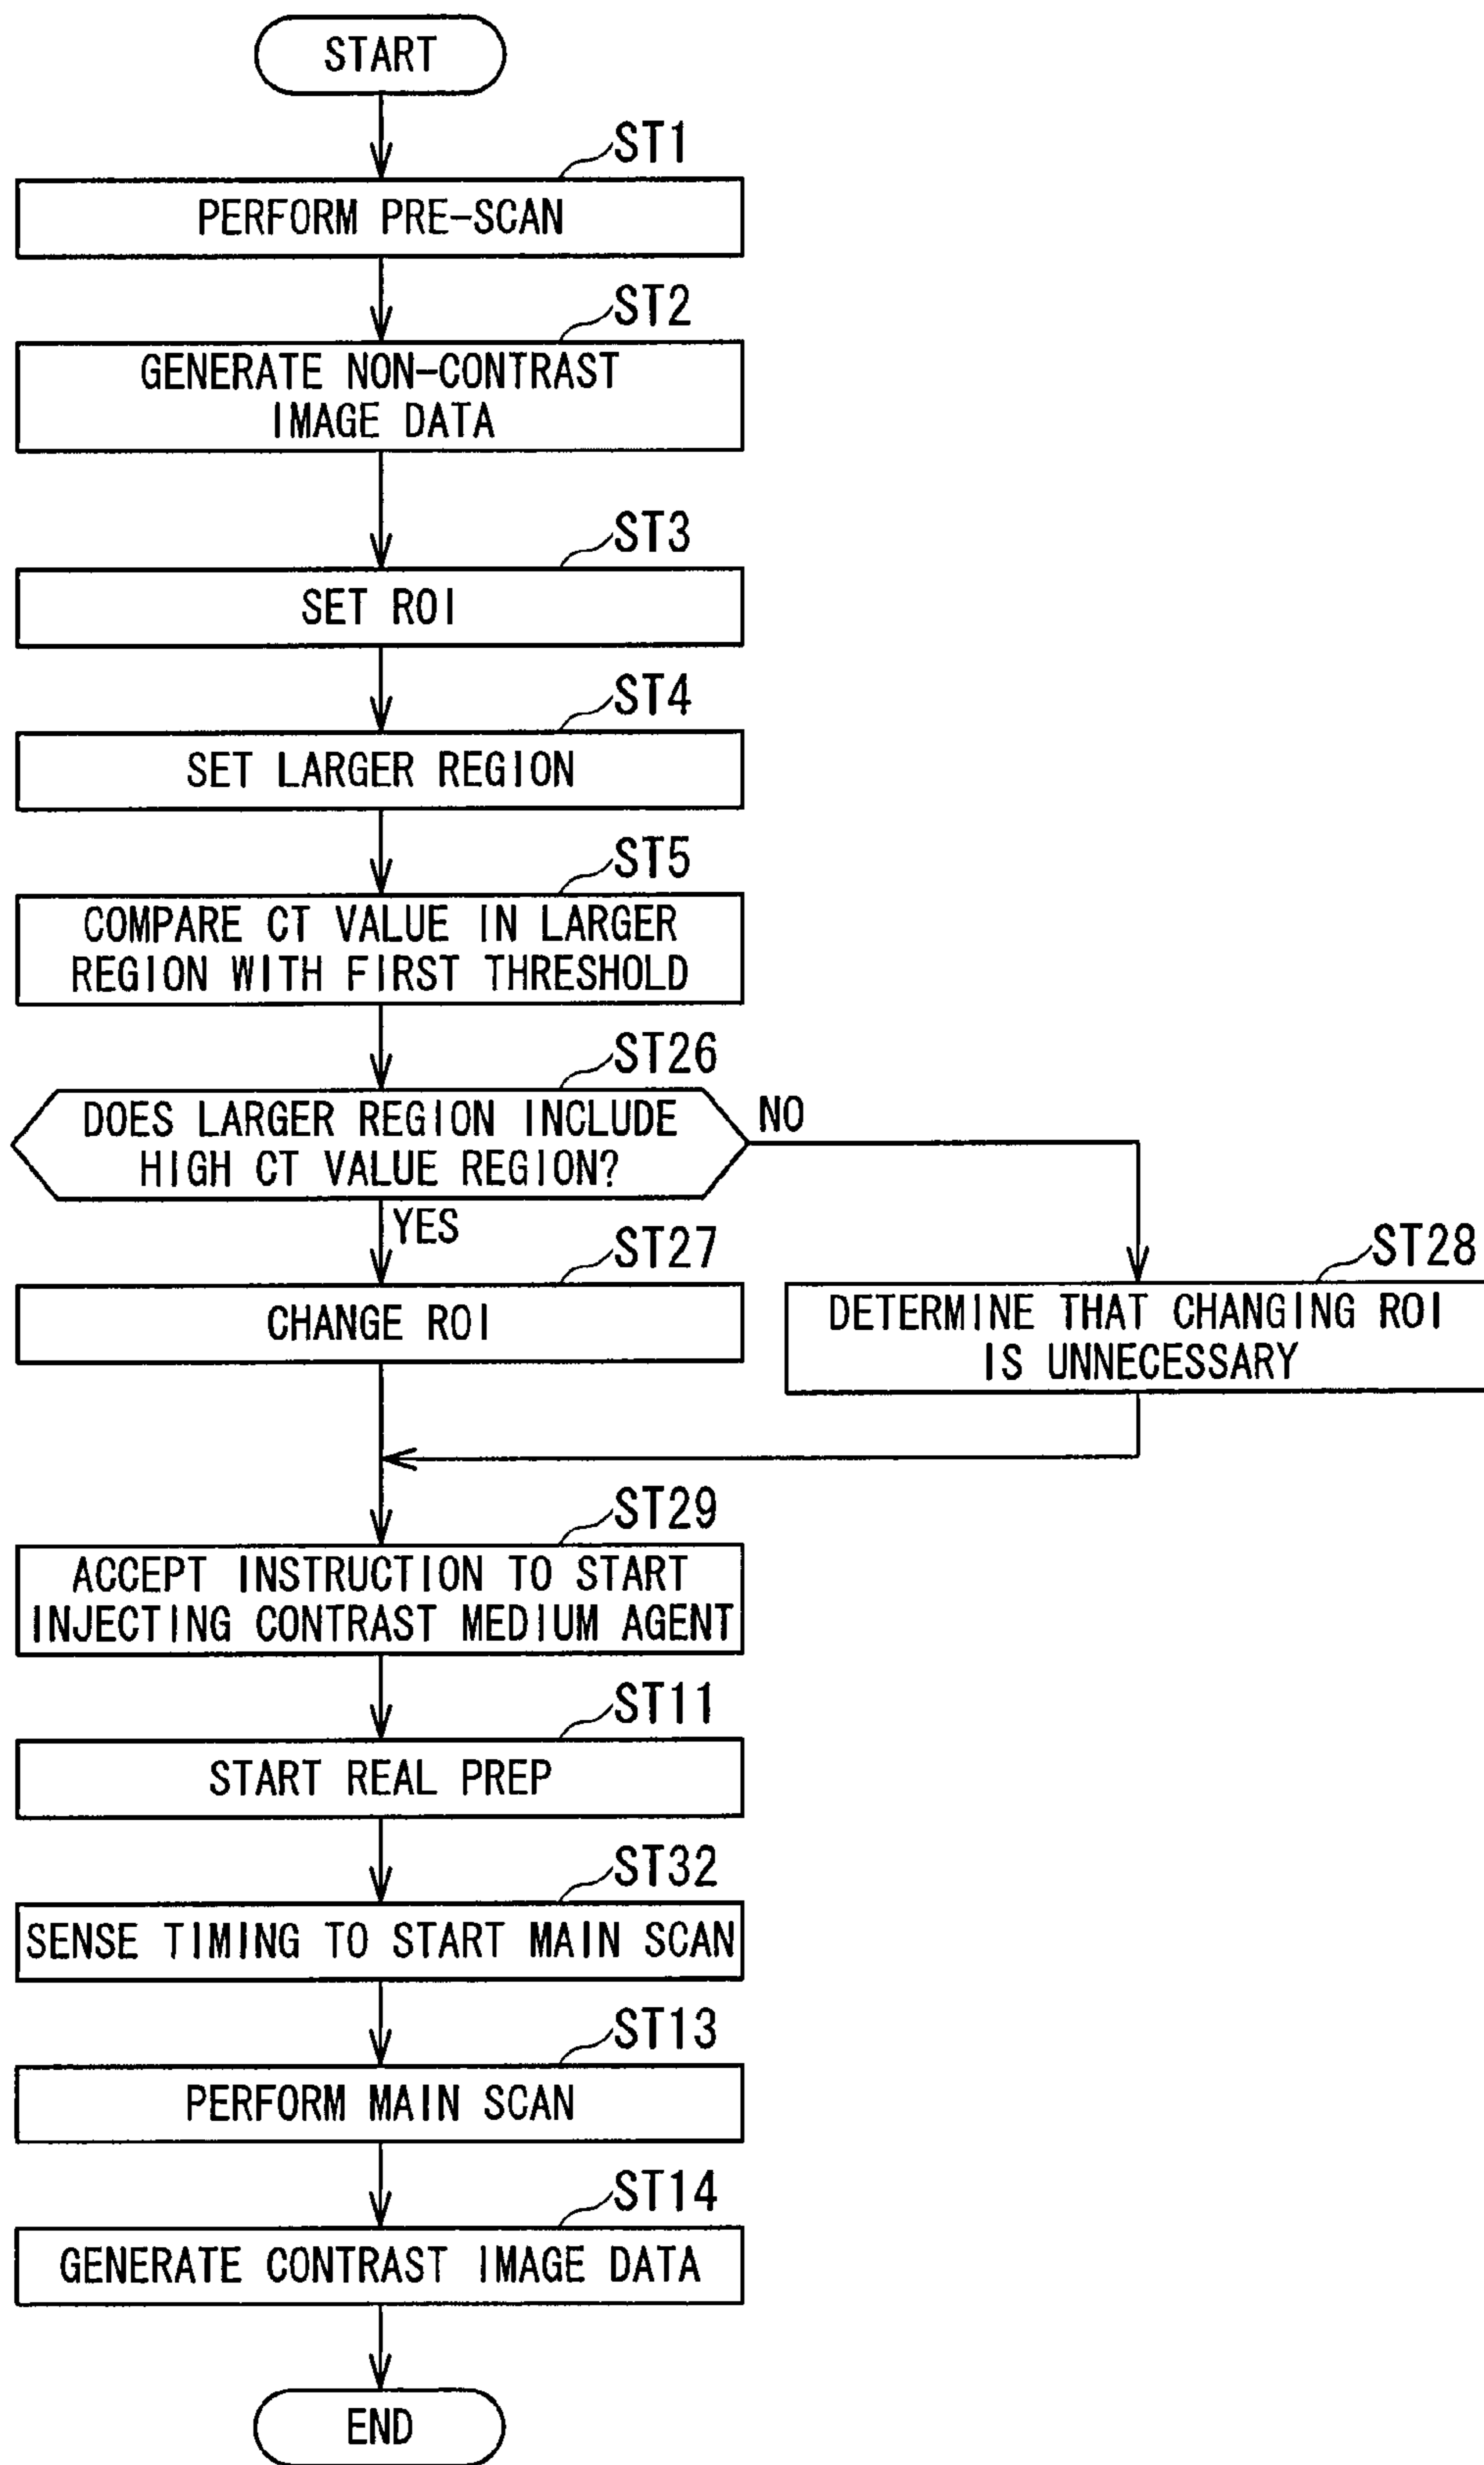 START
ST1
PERFORM PRE-SCAN
ST2
GENERATE NON-CONTRAST
IMAGE DATA
ST3
SET ROI
ST4
SET LARGER REGION
ST5
COMPARE CT VALUE IN LARGER
REGION WITH FIRST THRESHOLD
ST26
DOES LARGER REGION INCLUDE
HIGH CT VALUE REGION?
NO
YES
ST27
CHANGE ROI
ST28
DETERMINE THAT CHANGING ROI
IS UNNECESSARY
ST29
ACCEPT INSTRUCTION TO START
INJECTING CONTRAST MEDIUM AGENT
ST11
START REAL PREP
ST32
SENSE TIMING TO START MAIN SCAN
ST13
PERFORM MAIN SCAN
ST14
GENERATE CONTRAST IMAGE DATA
END